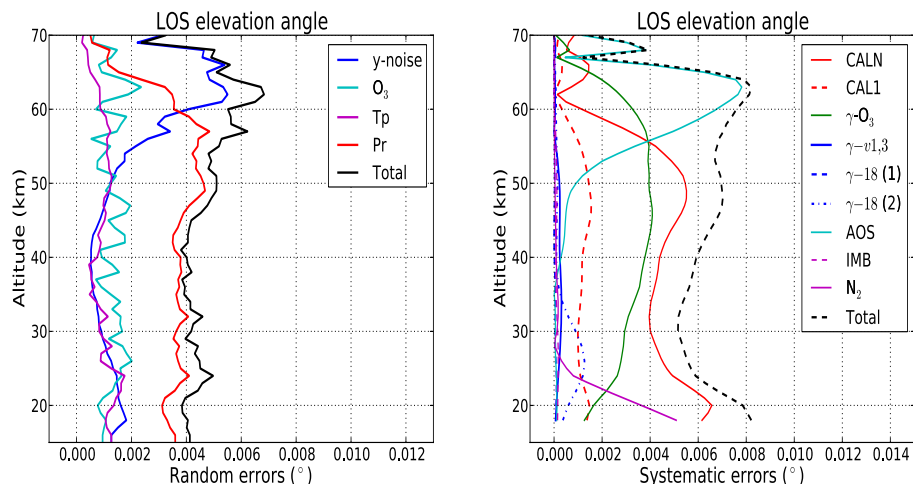 LOS elevation angle
70
60
50
40
30
20
Altitude (km)
0.000 0.002 0.004 0.006 0.008 0.010 0.012
Random errors (°)
y-noise
O₃
Tp
Pr
Total
LOS elevation angle
70
60
50
40
30
20
Altitude (km)
0.000 0.002 0.004 0.006 0.008 0.010 0.012 0.014
Systematic errors (°)
CALN
CAL1
γ-O₃
γ−v1,3
γ−18 (1)
γ−18 (2)
AOS
IMB
N₂
Total